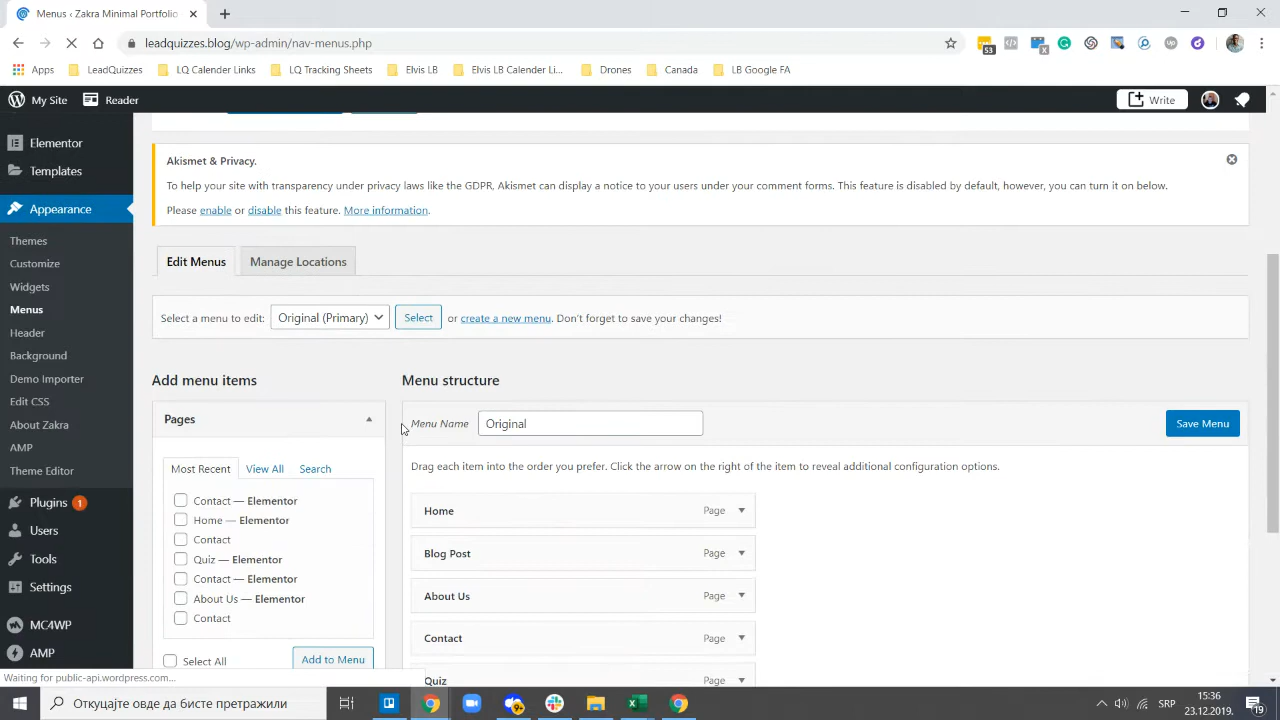 Menus ‹ Zakra Minimal Portfolio
leadquizzes.blog/wp-admin/nav-menus.php
53
X
Apps LeadQuizzes LQ Calender Links LQ Tracking Sheets Elvis LB Elvis LB Calender Li... Drones Canada LB Google FA
My Site Reader Write
Elementor
Templates
Appearance
Themes
Customize
Widgets
Menus
Header
Background
Demo Importer
Edit CSS
About Zakra
AMP
Theme Editor
Plugins 1
Users
Tools
Settings
MC4WP
AMP
Akismet & Privacy.
To help your site with transparency under privacy laws like the GDPR, Akismet can display a notice to your users under your comment forms. This feature is disabled by default, however, you can turn it on below.
Please enable or disable this feature. More information.
Edit Menus Manage Locations
Select a menu to edit: Original (Primary) Select or create a new menu. Don’t forget to save your changes!
Add menu items
Pages
Most Recent View All Search
Contact — Elementor
Home — Elementor
Contact
Quiz — Elementor
Contact — Elementor
About Us — Elementor
Contact
Select All Add to Menu
Menu structure
Menu Name Original Save Menu
Drag each item into the order you prefer. Click the arrow on the right of the item to reveal additional configuration options.
Home Page
Blog Post Page
About Us Page
Contact Page
Quiz Page
Waiting for public-api.wordpress.com...
Откуцајте овде да бисте претражили
SRP
15:36
23.12.2019.
19